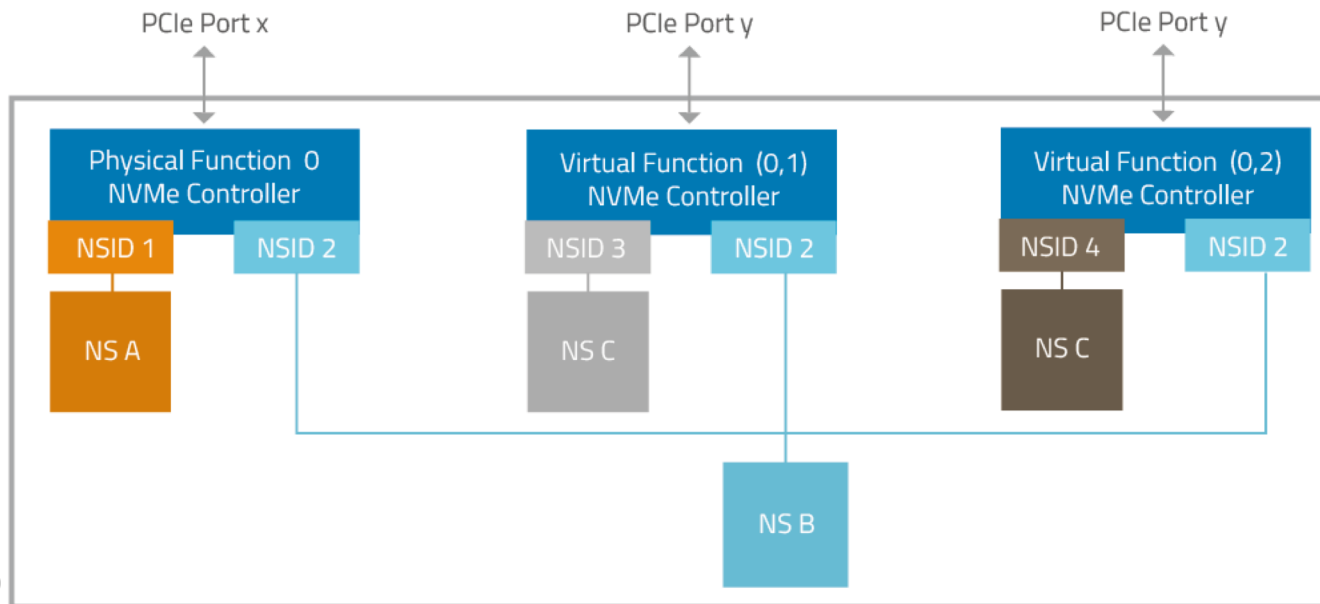 PCIe Port x
PCIe Port y
PCIe Port y
Physical Function 0
NVMe Controller
Virtual Function (0,1)
NVMe Controller
Virtual Function (0,2)
NVMe Controller
NSID 1
NSID 2
NSID 3
NSID 2
NSID 4
NSID 2
NS A
NS C
NS C
NS B